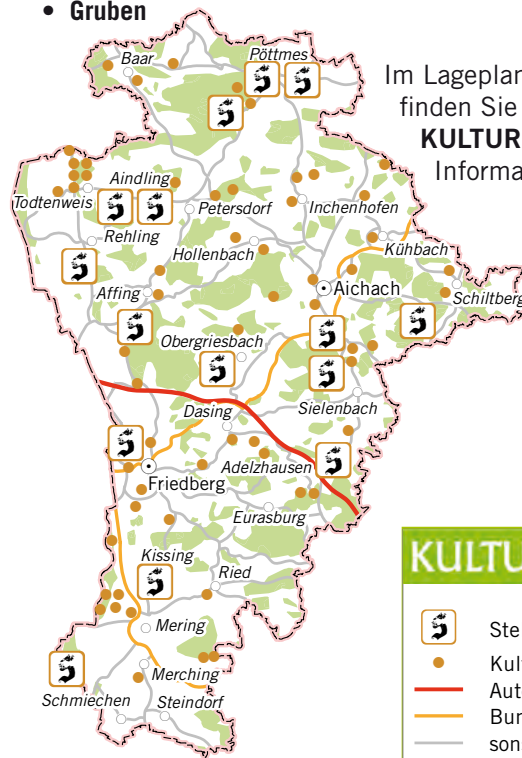 • Gruben
Im Lageplan
finden Sie
KULTUR
Informa
Baar
Pöttmes
Aindling
Todtenweis
Petersdorf
Inchenhofen
Rehling
Hollenbach
Kühbach
Affing
Aichach
Schiltberg
Obergriesbach
Dasing
Sielenbach
Adelzhausen
Friedberg
Eurasburg
Kissing
Ried
Mering
Merching
Schmiechen
Steindorf
KULTU
Ste
Kult
Aut
Bun
son